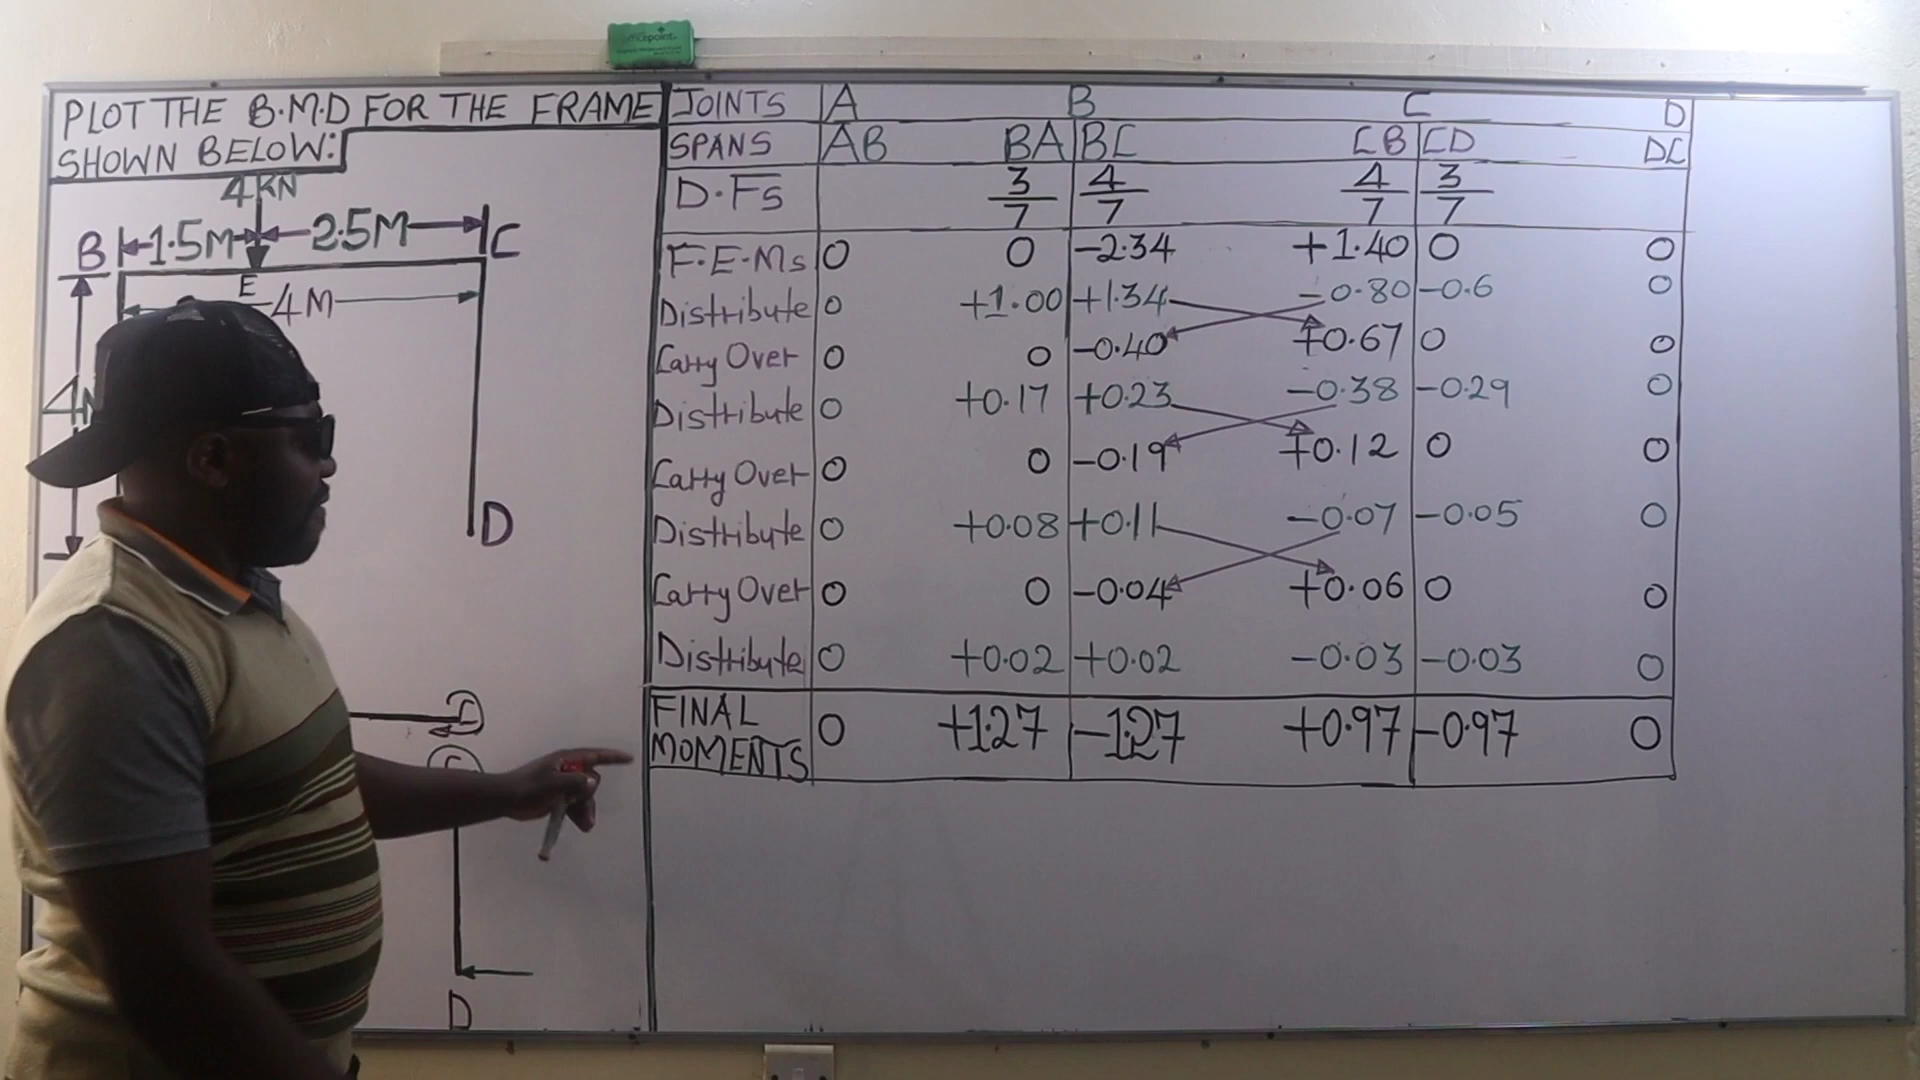 officepoint
PLOT THE B.M.D FOR THE FRAME
SHOWN BELOW:
4KN
B 1.5M 2.5M C
E
4M
4
D
C
C
D
JOINTS A B C D
SPANS AB BA BC CB CD DC
D.Fs 3/7 4/7 4/7 3/7
F.E.Ms 0 0 -2.34 +1.40 0 0
Distribute 0 +1.00 +1.34 -0.80 -0.6 0
Carry Over 0 0 -0.40 +0.67 0 0
Distribute 0 +0.17 +0.23 -0.38 -0.29 0
Carry Over 0 0 -0.19 +0.12 0 0
Distribute 0 +0.08 +0.11 -0.07 -0.05 0
Carry Over 0 0 -0.04 +0.06 0 0
Distribute 0 +0.02 +0.02 -0.03 -0.03 0
FINAL
MOMENTS 0 +1.27 -1.27 +0.97 -0.97 0